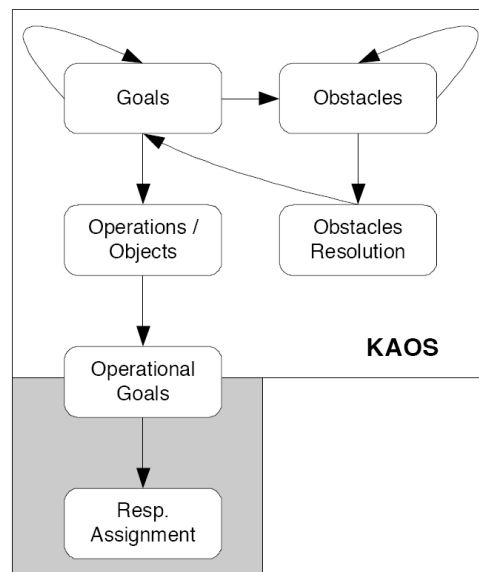 Goals
Obstacles
Operations /
Objects
Obstacles
Resolution
KAOS
Operational
Goals
Resp.
Assignment